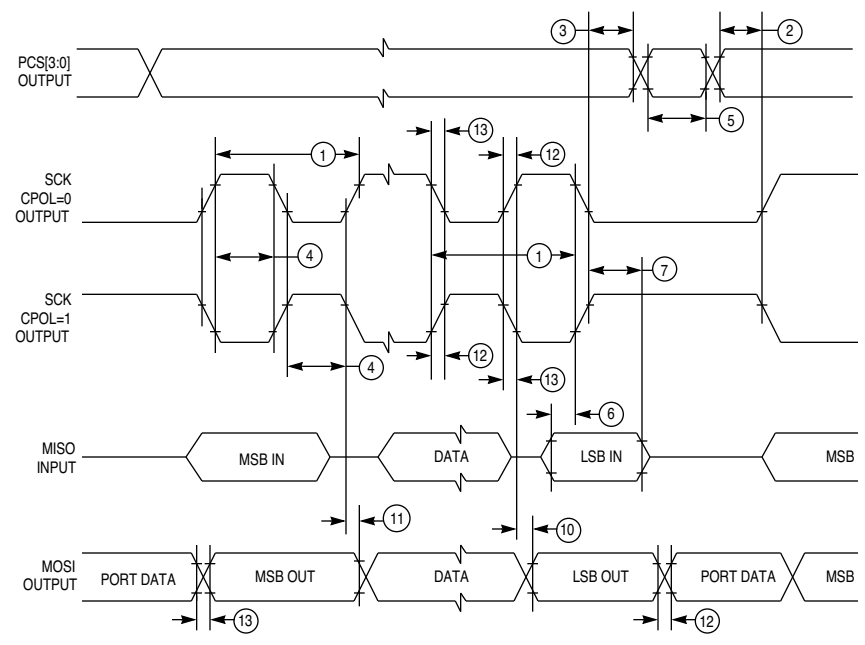 3
2
PCS[3:0]
OUTPUT
5
13
12
1
SCK
CPOL=0
OUTPUT
4
1
7
SCK
CPOL=1
OUTPUT
12
4
13
6
MISO
INPUT
MSB IN
DATA
LSB IN
MSB
11
10
MOSI
OUTPUT
PORT DATA
MSB OUT
DATA
LSB OUT
PORT DATA
MSB
13
12